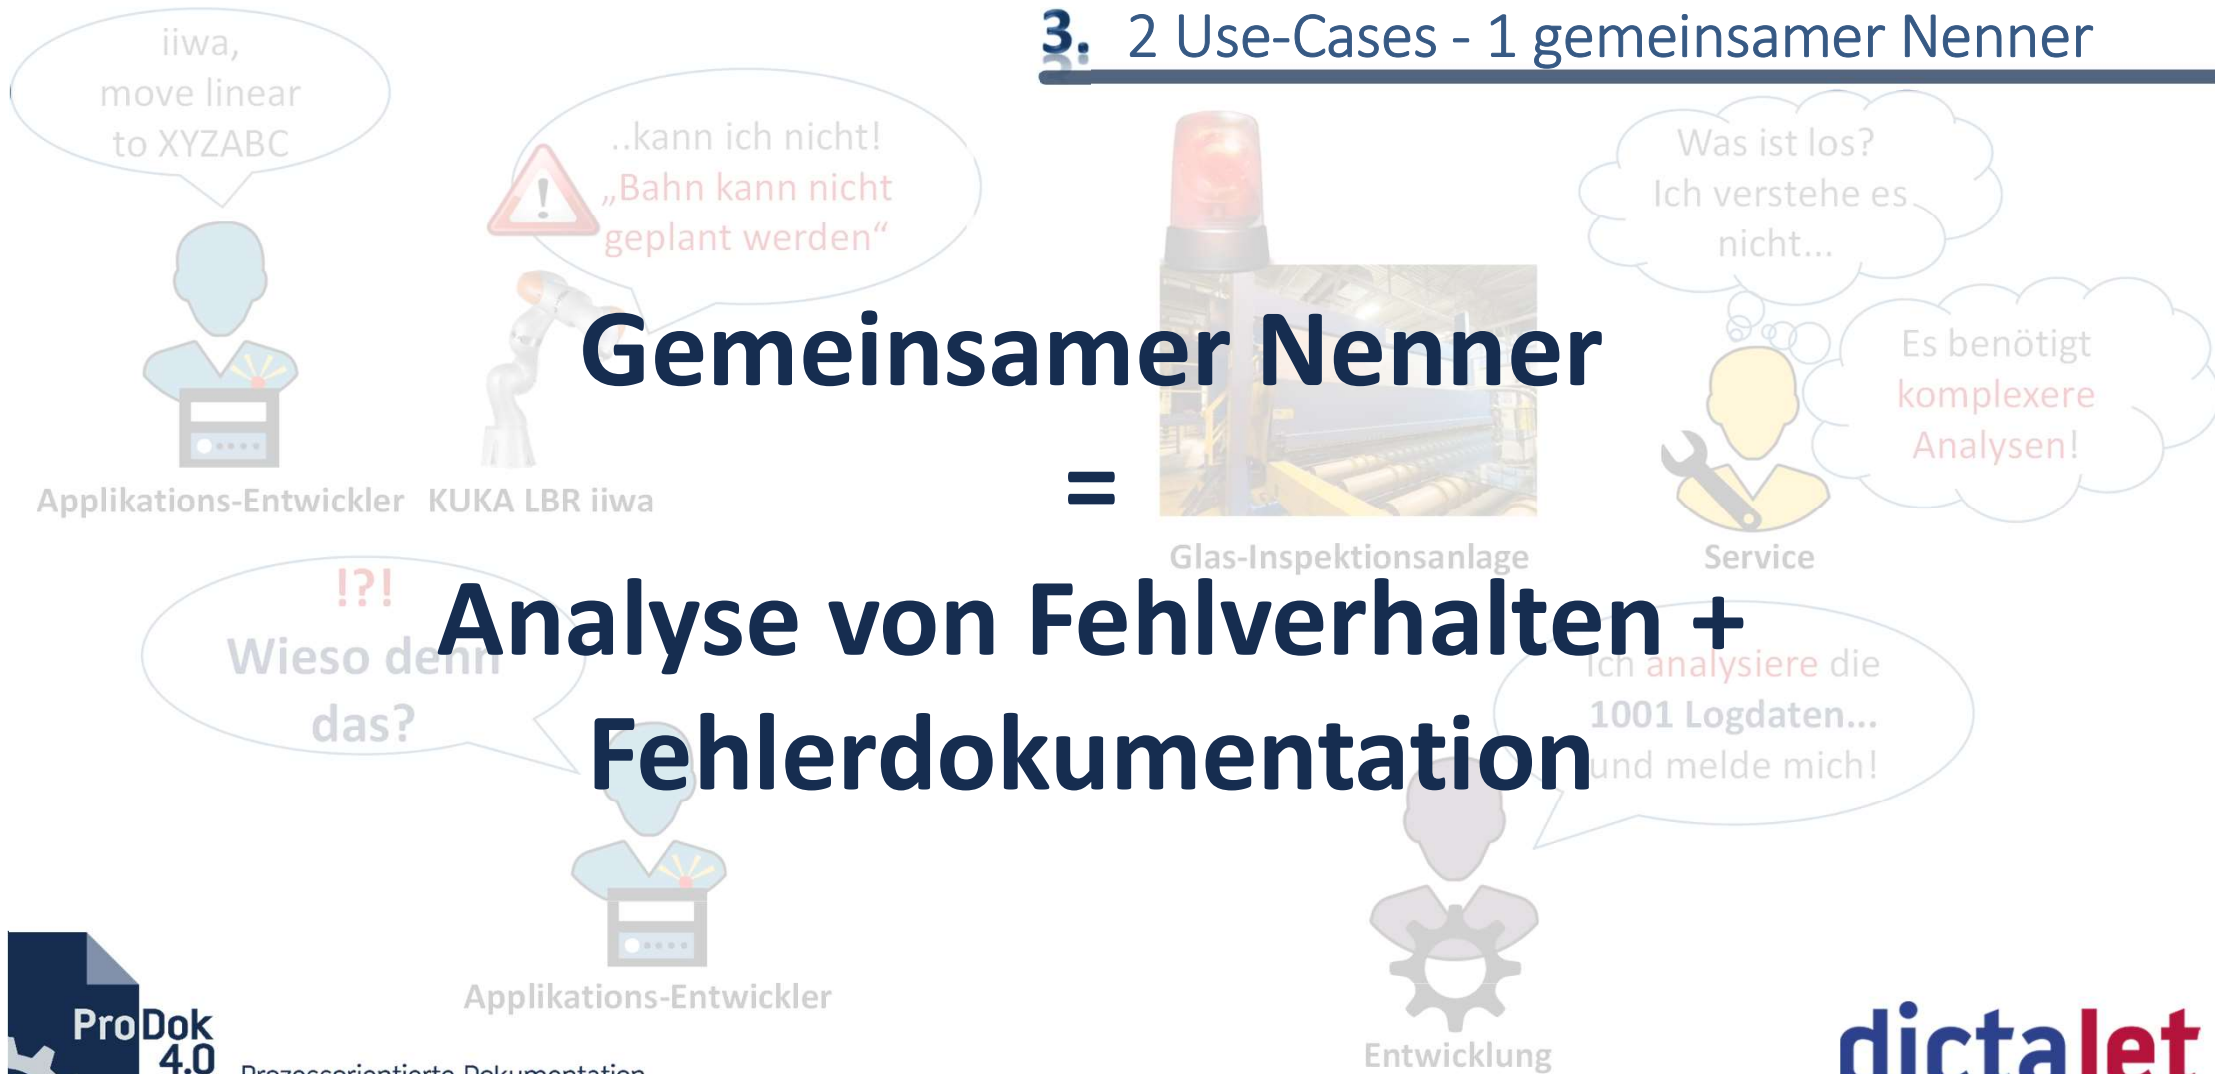 3. 2 Use-Cases - 1 gemeinsamer Nenner
iiwa,
move linear
to XYZABC
..kann ich nicht!
„Bahn kann nicht
geplant werden“
Was ist los?
Ich verstehe es
nicht...
Es benötigt
komplexere
Analysen!
Gemeinsamer Nenner
=
Analyse von Fehlverhalten +
Fehlerdokumentation
Applikations-Entwickler
KUKA LBR iiwa
Glas-Inspektionsanlage
Service
!?!
Wieso denn
das?
Ich analysiere die
1001 Logdaten...
und melde mich!
Applikations-Entwickler
Entwicklung
ProDok
4.0
Prozessorientierte Dokumentation
dictalet